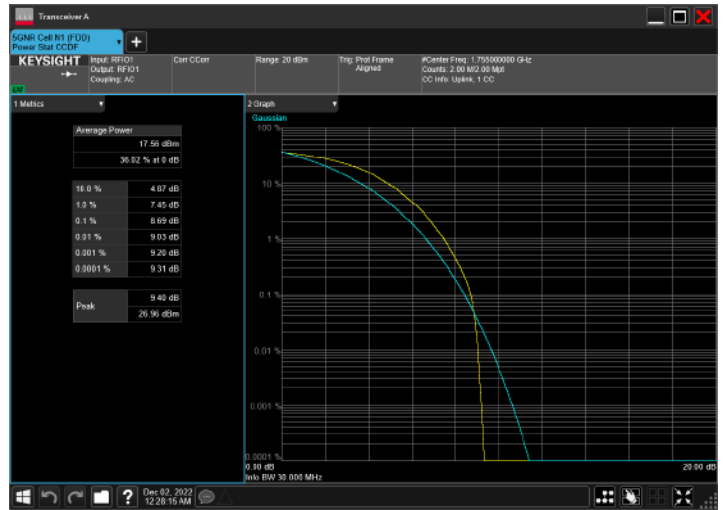 Transceiver A
5GNR Cell N1 (FDD)
Power Stat CCDF
KEYSIGHT
Input: RFIO1
Output: RFIO1
Coupling: AC
Corr CCorr
Range: 20 dBm
Trig: Prot Frame
Aligned
#Center Freq: 1.755000000 GHz
Counts: 2.00 M/2.00 Mpt
CC Info: Uplink, 1 CC
1 Metrics
Average Power
17.56 dBm
36.02 % at 0 dB
10.0 % 4.87 dB
1.0 % 7.45 dB
0.1 % 8.69 dB
0.01 % 9.03 dB
0.001 % 9.20 dB
0.0001 % 9.31 dB
Peak
9.40 dB
26.96 dBm
2 Graph
Gaussian
100 %
10 %
1 %
0.1 %
0.01 %
0.001 %
0.0001 %
0.00 dB
20.00 dB
Info BW 30.000 MHz
Dec 02, 2022
12:28:15 AM